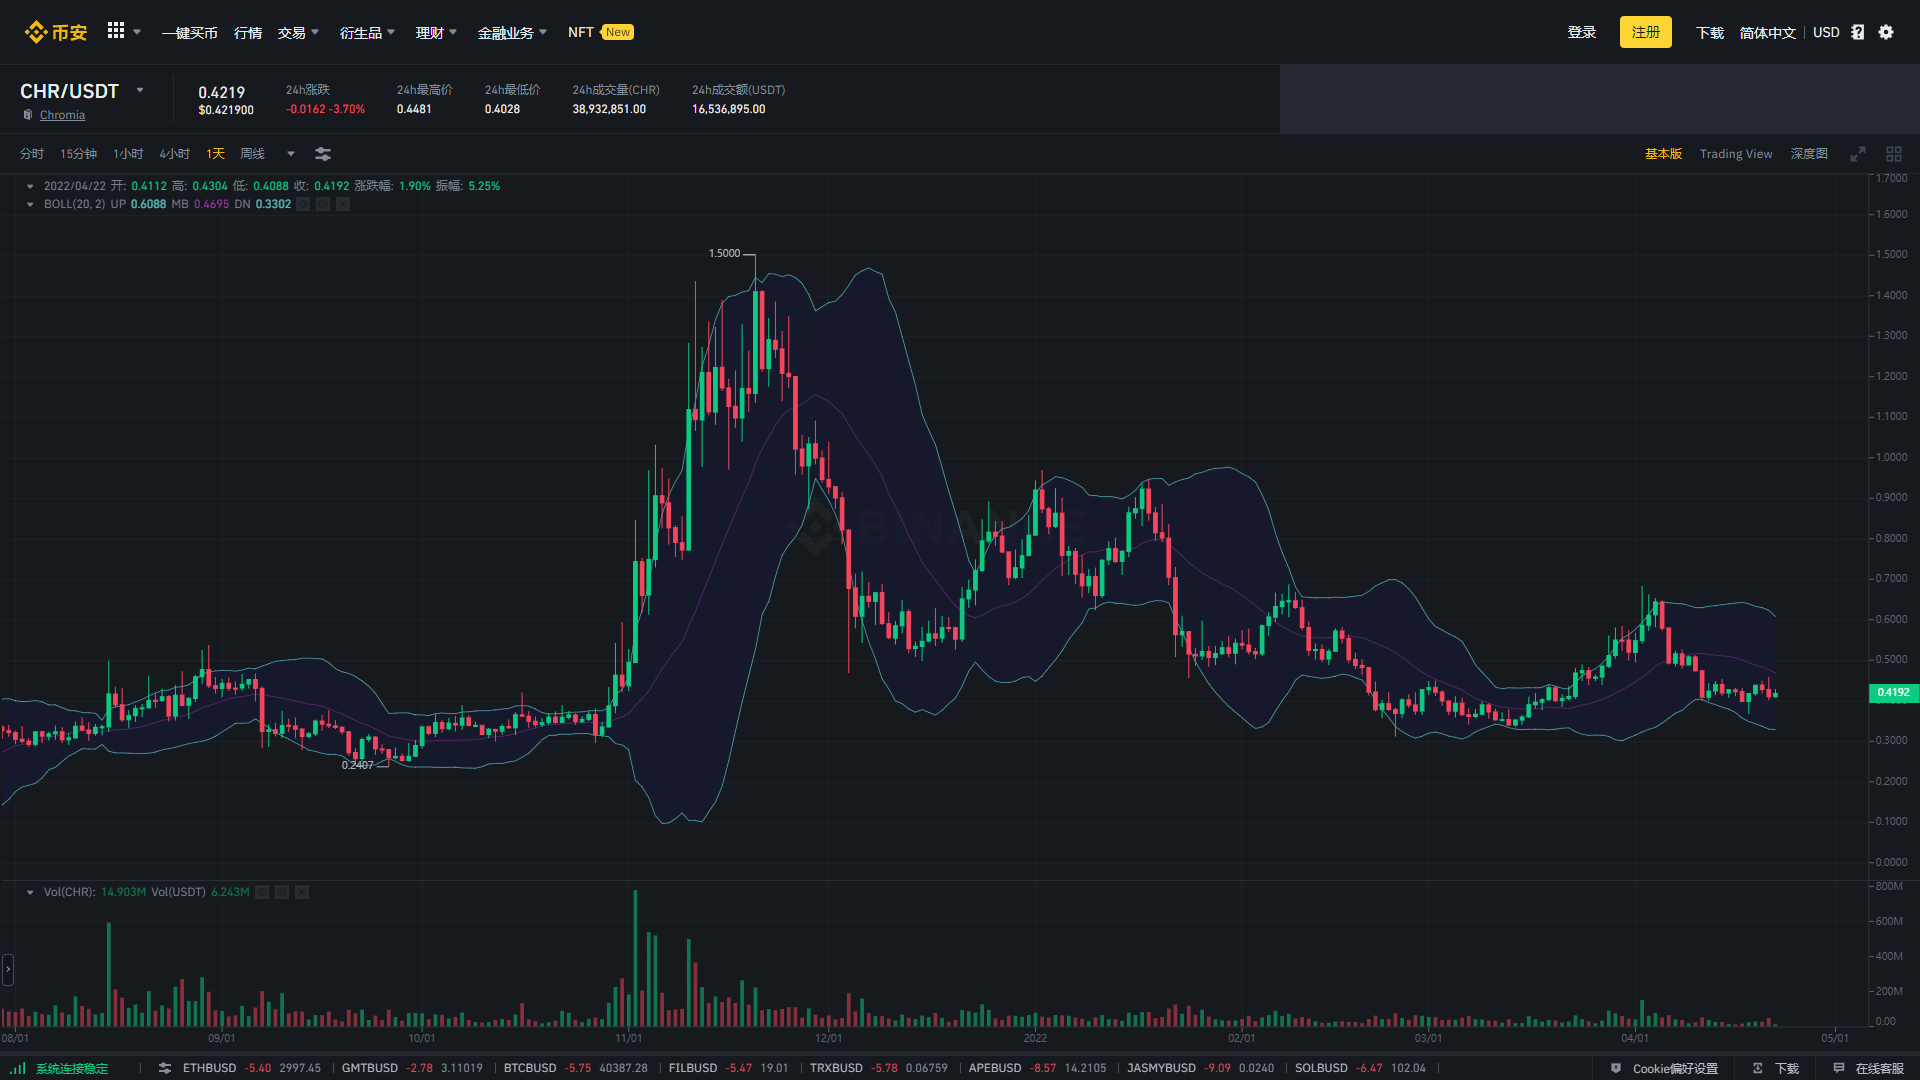 币安 一键买币 行情 交易 衍生品 理财 金融业务 NFT New 登录 注册 下载 简体中文 USD
CHR/USDT
Chromia
0.4219
$0.421900
24h涨跌
-0.0162 -3.70%
24h最高价
0.4481
24h最低价
0.4028
24h成交量(CHR)
38,932,851.00
24h成交额(USDT)
16,536,895.00
分时 15分钟 1小时 4小时 1天 周线 基本版 Trading View 深度图
2022/04/22 开: 0.4112 高: 0.4304 低: 0.4088 收: 0.4192 涨跌幅: 1.90% 振幅: 5.25%
BOLL(20, 2) UP 0.6088 MB 0.4695 DN 0.3302
1.7000
1.6000
1.5000
1.4000
1.3000
1.2000
1.1000
1.0000
0.9000
0.8000
0.7000
0.6000
0.5000
0.4192
0.3000
0.2000
0.1000
0.0000
1.5000
0.2407
BINANCE
Vol(CHR): 14.903M Vol(USDT) 6.243M
800M
600M
400M
200M
0.00
08/01 09/01 10/01 11/01 12/01 2022 02/01 03/01 04/01 05/01
系统连接稳定 ETHBUSD -5.40 2997.45 GMTBUSD -2.78 3.11019 BTCBUSD -5.75 40387.28 FILBUSD -5.47 19.01 TRXBUSD -5.78 0.06759 APEBUSD -8.57 14.2105 JASMYBUSD -9.09 0.0240 SOLBUSD -6.47 102.04 Cookie偏好设置 下载 在线客服